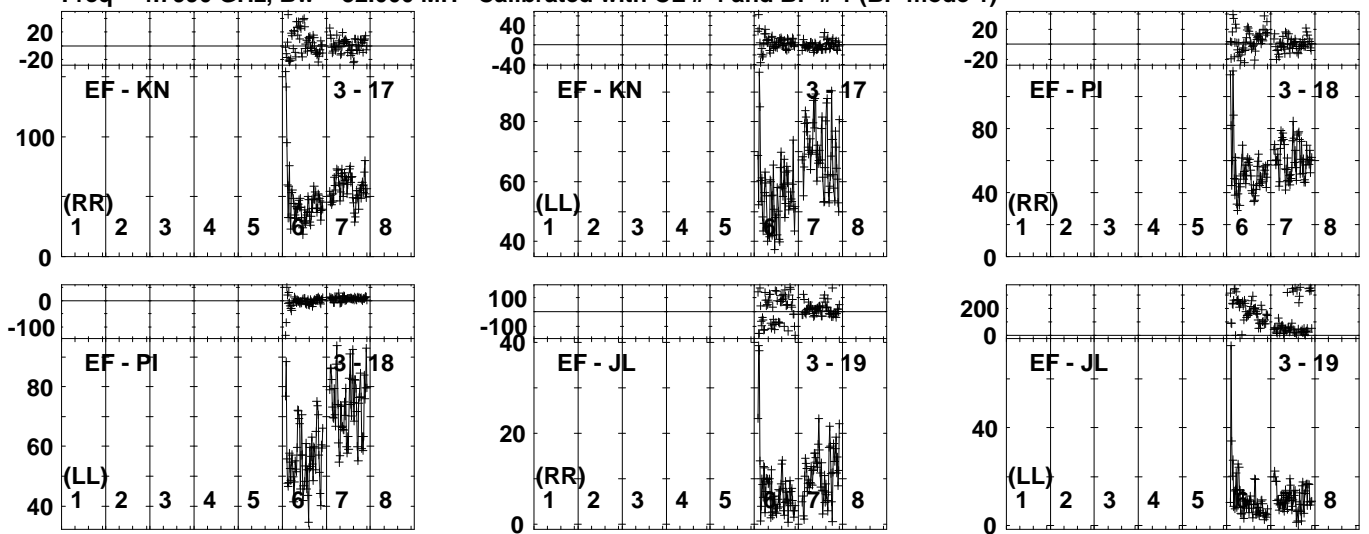 Freq = GHz, Bw = 32.000 MH Calibrated with CL # and BP # 1 (BP mode 1)
20
-20
EF - KN 3 - 17
100
(RR)
1 2 3 4 5 6 7 8
0
40
0
-40
EF - KN 3 - 17
80
60
(LL)
1 2 3 4 5 6 7 8
40
20
-20
EF - PI 3 - 18
80
40
(RR)
1 2 3 4 5 6 7 8
0
0
-100
EF - PI 3 - 18
80
60
(LL)
1 2 3 4 5 6 7 8
40
100
-100
40
EF - JL 3 - 19
20
(RR)
1 2 3 4 5 6 7 8
0
200
0
EF - JL 3 - 19
40
(LL)
1 2 3 4 5 6 7 8
0